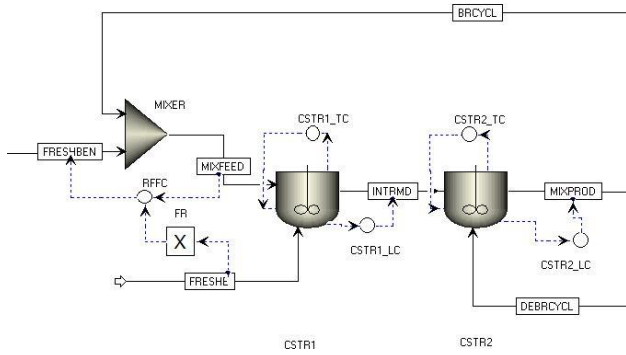 BRCYCL
MIXER
CSTR1_TC
CSTR2_TC
FRESHBEN
MIXFEED
RFFC
INTRMD
MIXPROD
FR
X
CSTR1_LC
CSTR2_LC
FRESHE
DEBRCYCL
CSTR1
CSTR2